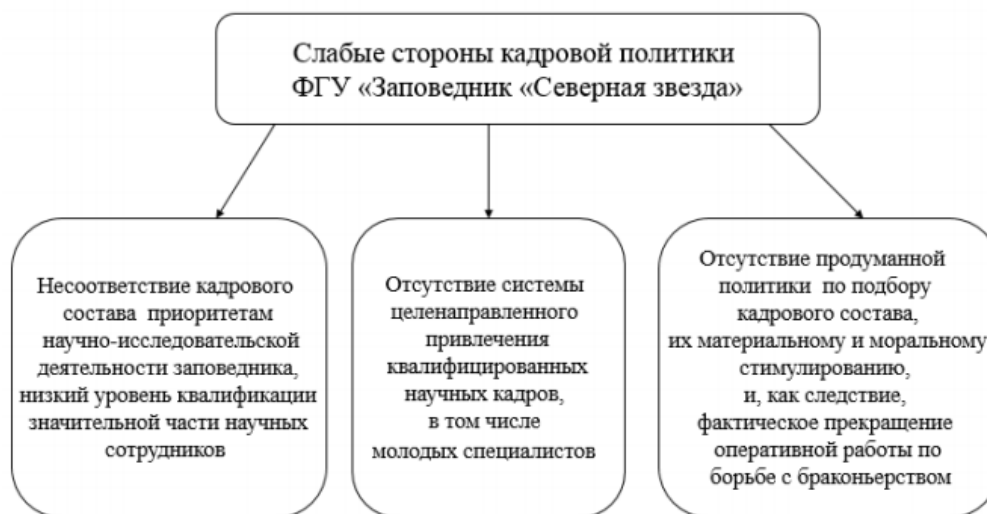 Слабые стороны кадровой политики
ФГУ «Заповедник «Северная звезда»
Несоответствие кадрового
состава приоритетам
научно-исследовательской
деятельности заповедника,
низкий уровень квалификации
значительной части научных
сотрудников
Отсутствие системы
целенаправленного
привлечения
квалифицированных
научных кадров,
в том числе
молодых специалистов
Отсутствие продуманной
политики по подбору
кадрового состава,
их материальному и моральному
стимулированию,
и, как следствие,
фактическое прекращение
оперативной работы по
борьбе с браконьерством